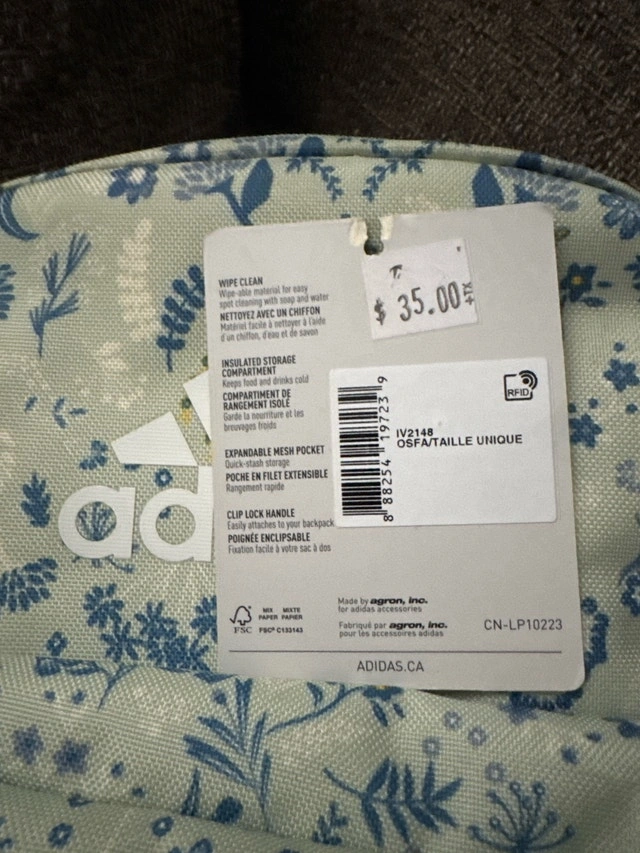 WIPE CLEAN
Wipe-able material for easy
spot cleaning with soap and water
NETTOYEZ AVEC UN CHIFFON
Matériel facile à nettoyer à l'aide
d'un chiffon, d'eau et de savon
$ 35.00
+TX
INSULATED STORAGE
COMPARTMENT
Keeps food and drinks cold
COMPARTIMENT DE
RANGEMENT ISOLÉ
Garde la nourriture et les
breuvages froids
EXPANDABLE MESH POCKET
Quick-stash storage
POCHE EN FILET EXTENSIBLE
Rangement rapide
CLIP LOCK HANDLE
Easily attaches to your backpack
POIGNÉE ENCLIPSABLE
Fixation facile à votre sac à dos
RFID
IV2148
OSFA/TAILLE UNIQUE
8 88254 19723 9
FSC
MIX MIXTE
PAPER PAPIER
FSC® C133143
Made by agron, inc.
for adidas accessories
Fabriqué par agron, inc.
pour les accessoires adidas
CN-LP10223
ADIDAS.CA
ad